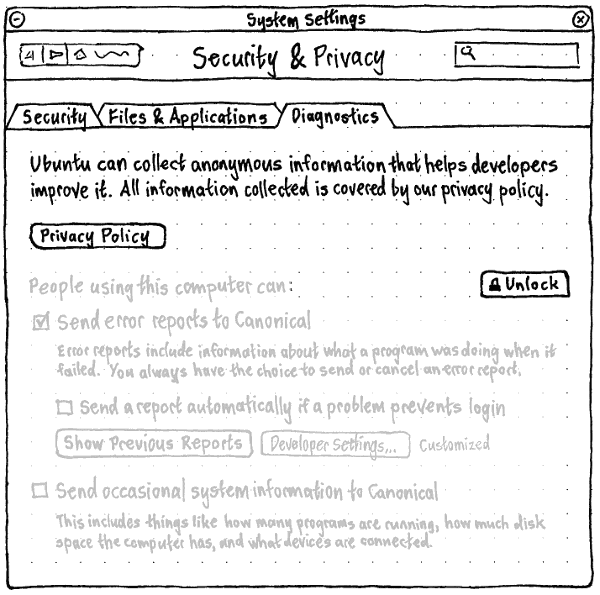 System Settings
Security & Privacy
Security
Files & Applications
Diagnostics
Ubuntu can collect anonymous information that helps developers
improve it. All information collected is covered by our privacy policy.
Privacy Policy
People using this computer can:
Unlock
Send error reports to Canonical
Error reports include information about what a program was doing when it
failed. You always have the choice to send or cancel an error report.
Send a report automatically if a problem prevents login
Show Previous Reports
Developer Settings...
Customized
Send occasional system information to Canonical
This includes things like how many programs are running, how much disk
space the computer has, and what devices are connected.